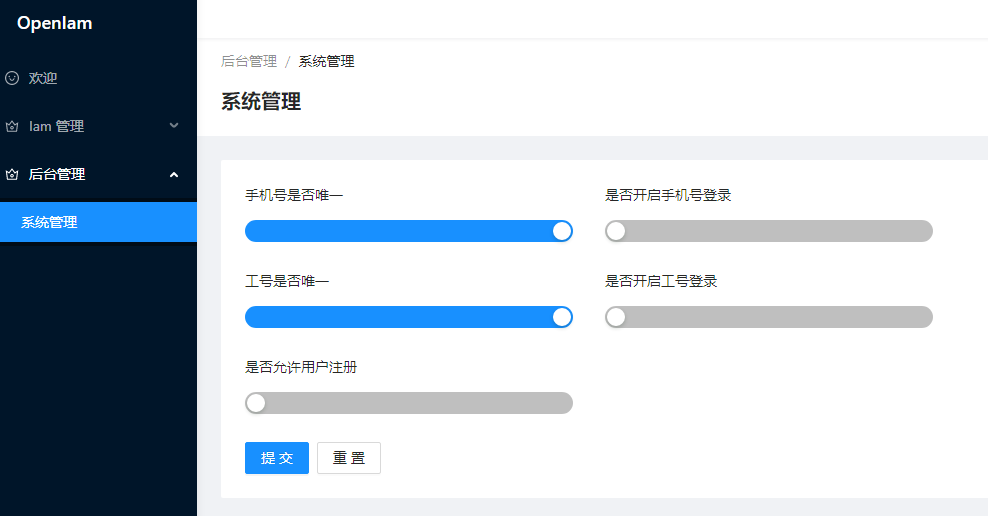 OpenIam
欢迎
Iam 管理
后台管理
系统管理
后台管理 / 系统管理
系统管理
手机号是否唯一
是否开启手机号登录
工号是否唯一
是否开启工号登录
是否允许用户注册
提 交
重 置